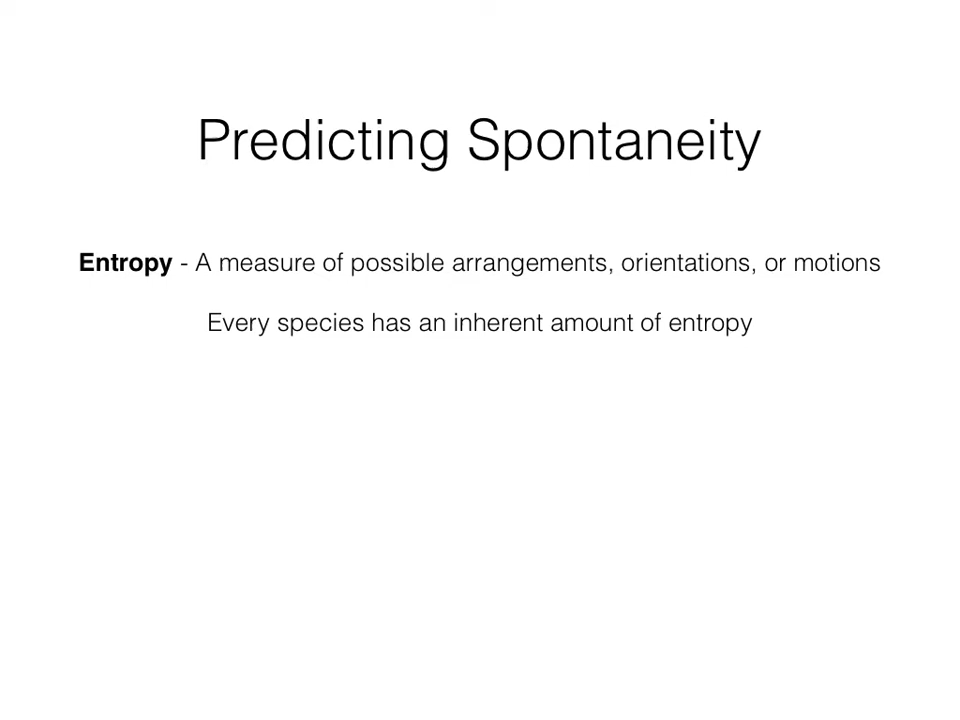 Predicting Spontaneity
Entropy - A measure of possible arrangements, orientations, or motions
Every species has an inherent amount of entropy